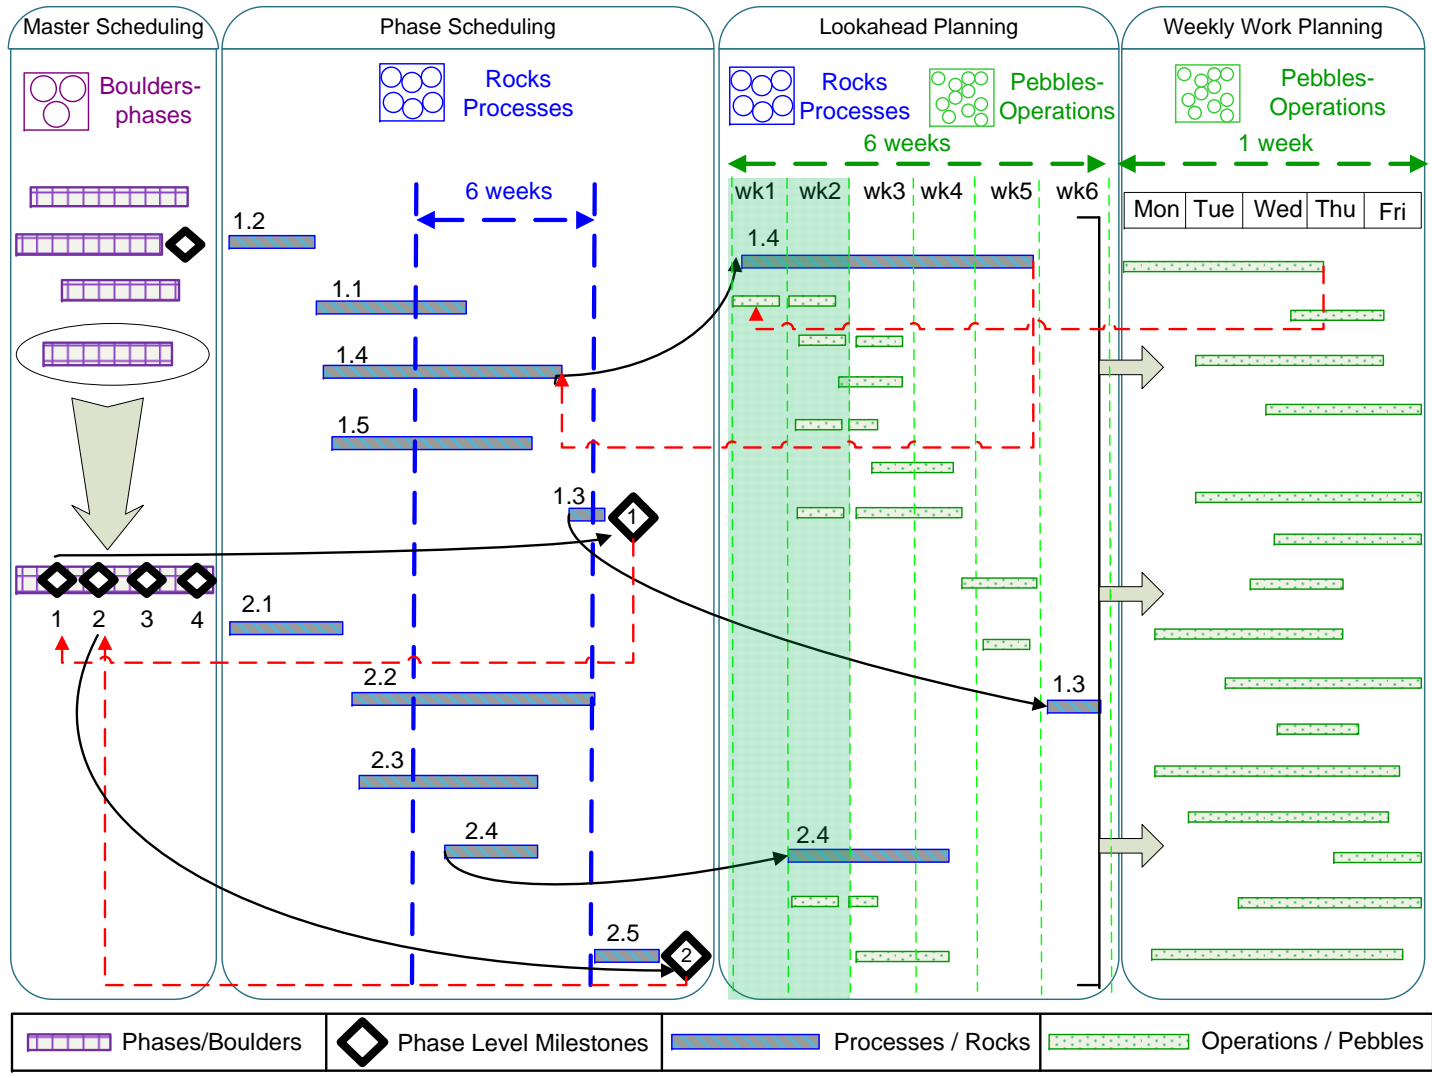 Master Scheduling
Phase Scheduling
Lookahead Planning
Weekly Work Planning
Boulders-
phases
Rocks
Processes
Rocks
Processes
Pebbles-
Operations
Pebbles-
Operations
6 weeks
1 week
6 weeks
wk1
wk2
wk3
wk4
wk5
wk6
Mon
Tue
Wed
Thu
Fri
1.2
1.1
1.4
1.5
1.3
1
1 2 3 4
2.1
2.2
2.3
2.4
2.5
2
1.4
1.3
2.4
Phases/Boulders
Phase Level Milestones
Processes / Rocks
Operations / Pebbles